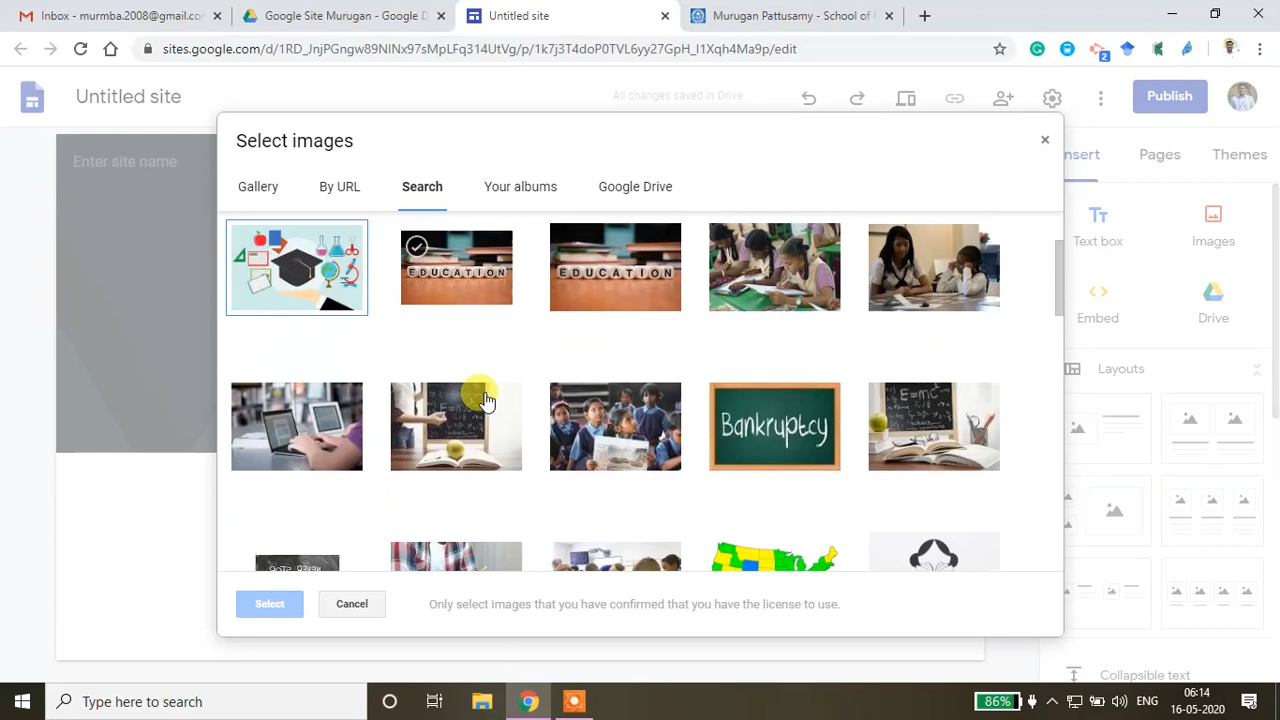 Inbox - murmba.2008@gmail.co
Google Site Murugan - Google D
Untitled site
Murugan Pattusamy - School of
sites.google.com/d/1RD_JnjPGngw89NINx97sMpLFq314UtVg/p/1k7j3T4doP0TVL6yy27GpH_I1Xqh4Ma9p/edit
2
Untitled site
All changes saved in Drive
Publish
Enter site name
Select images
Gallery
By URL
Search
Your albums
Google Drive
EDUCATION
EDUCATION
E=mc²
Bankruptcy
E=mc²
Select
Cancel
Only select images that you have confirmed that you have the license to use.
Insert
Pages
Themes
Text box
Images
Embed
Drive
Layouts
Collapsible text
Type here to search
86%
ENG
06:14
16-05-2020